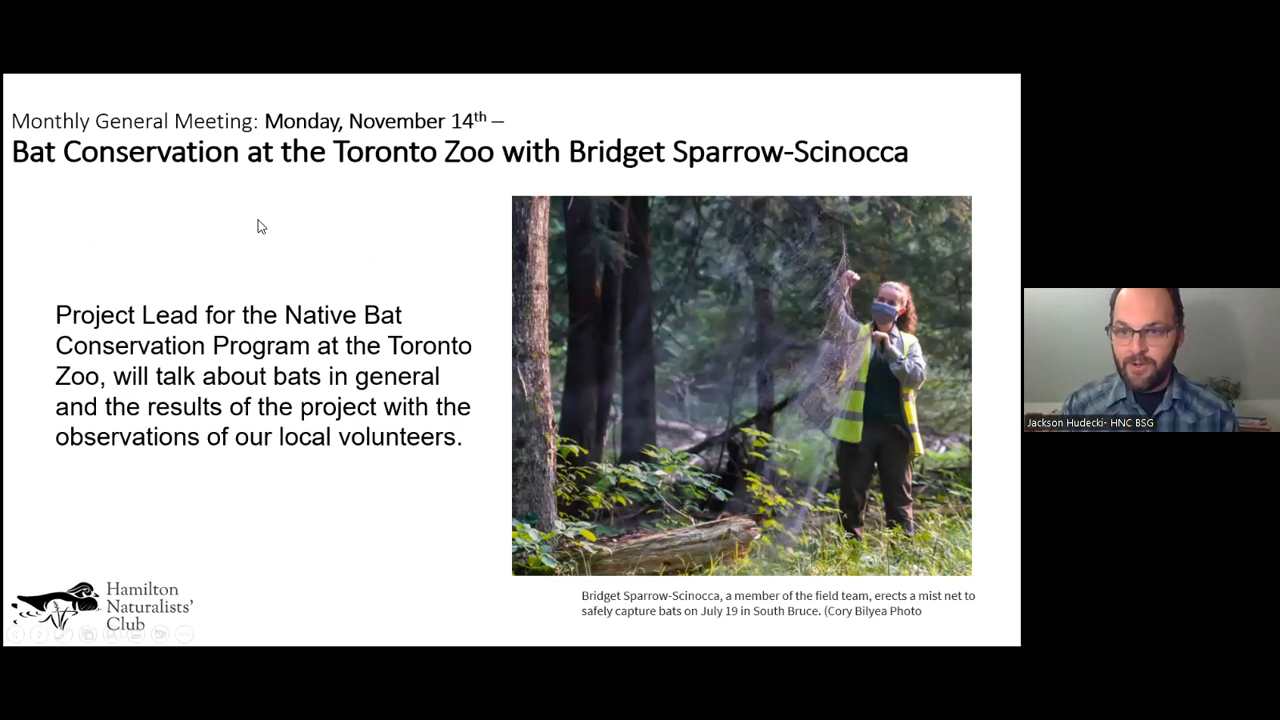 Monthly General Meeting: Monday, November 14th –
Bat Conservation at the Toronto Zoo with Bridget Sparrow-Scinocca
Project Lead for the Native Bat
Conservation Program at the Toronto
Zoo, will talk about bats in general
and the results of the project with the
observations of our local volunteers.
Bridget Sparrow-Scinocca, a member of the field team, erects a mist net to
safely capture bats on July 19 in South Bruce. (Cory Bilyea Photo
Hamilton
Naturalists’
Club
Jackson Hudecki- HNC BSG